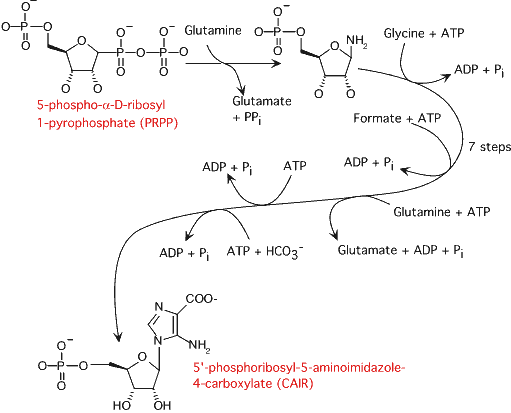 Glutamine
Glutamate
+ PPi
Glycine + ATP
ADP + Pi
5-phospho-α-D-ribosyl
1-pyrophosphate (PRPP)
Formate + ATP
7 steps
ADP + Pi
ADP + Pi
ATP
Glutamine + ATP
ADP + Pi
ATP + HCO3-
Glutamate + ADP + Pi
O-
O
P
O
O
O
O
O
P
O
P
O
O-
O
P
O
O
O
NH2
O
O
N
COO-
N
NH2
O-
O
P
O
O
O
HO
OH
5'-phosphoribosyl-5-aminoimidazole-
4-carboxylate (CAIR)